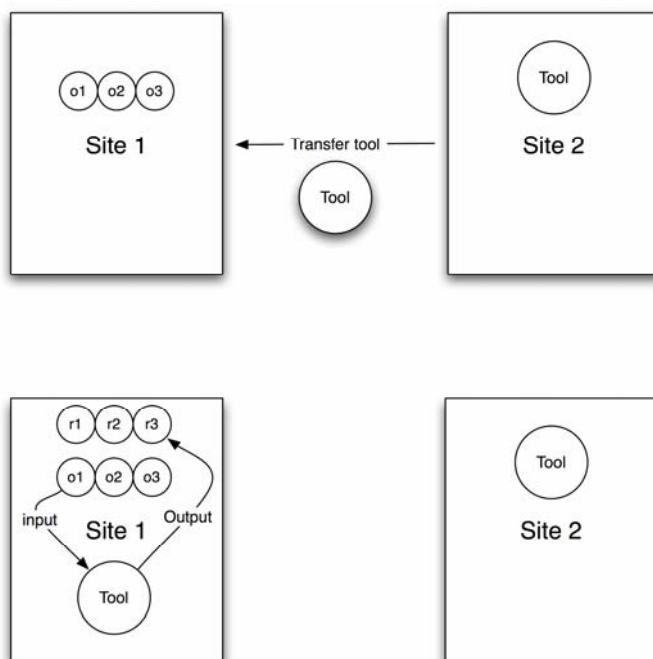 o1 o2 o3
Site 1
Transfer tool
Tool
Tool
Site 2
r1 r2 r3
o1 o2 o3
input
Output
Site 1
Tool
Tool
Site 2